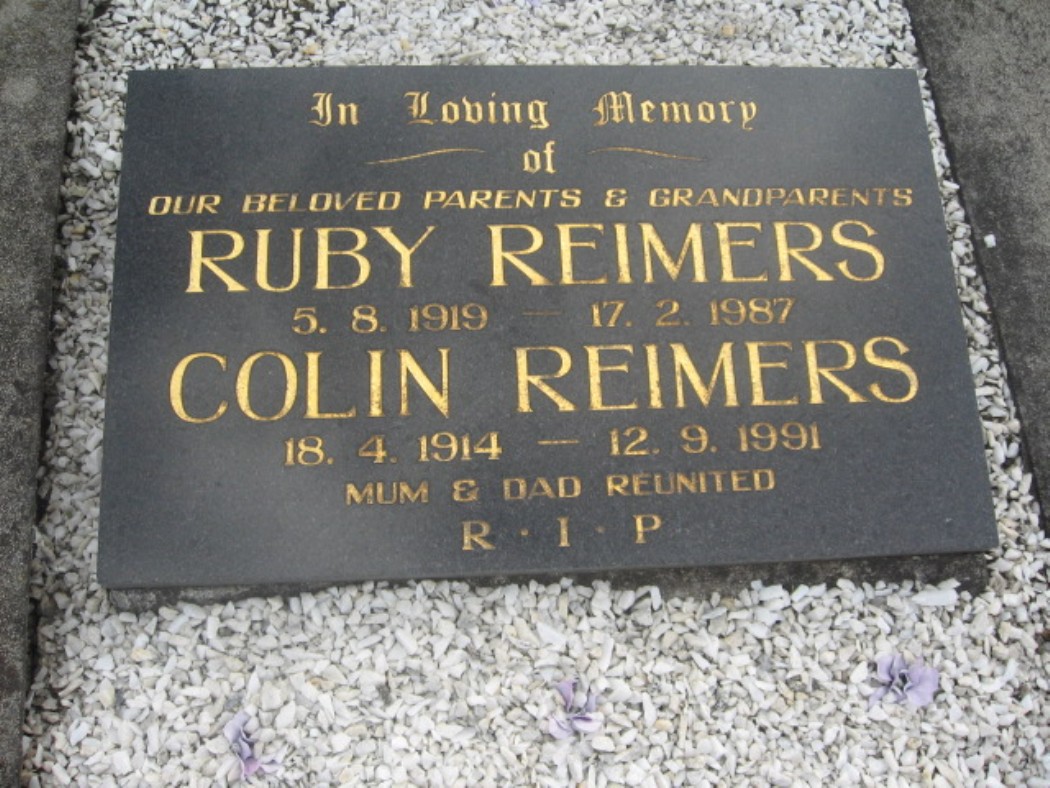 In Loving Memory
of
OUR BELOVED PARENTS & GRANDPARENTS
RUBY REIMERS
5. 8. 1919 — 17. 2. 1987
COLIN REIMERS
18. 4. 1914 — 12. 9. 1991
MUM & DAD REUNITED
R · I · P